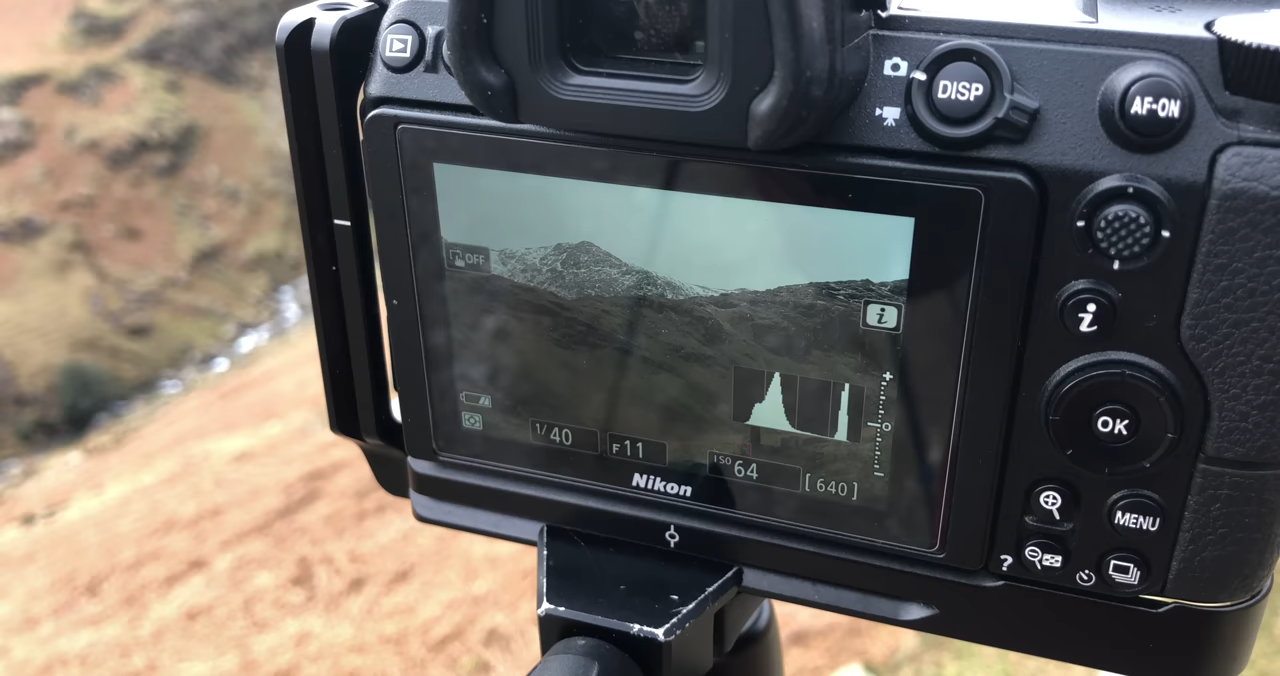 DISP
AF-ON
OFF
i
i
1/40
F11
ISO 64
[640]
OK
Nikon
MENU
?